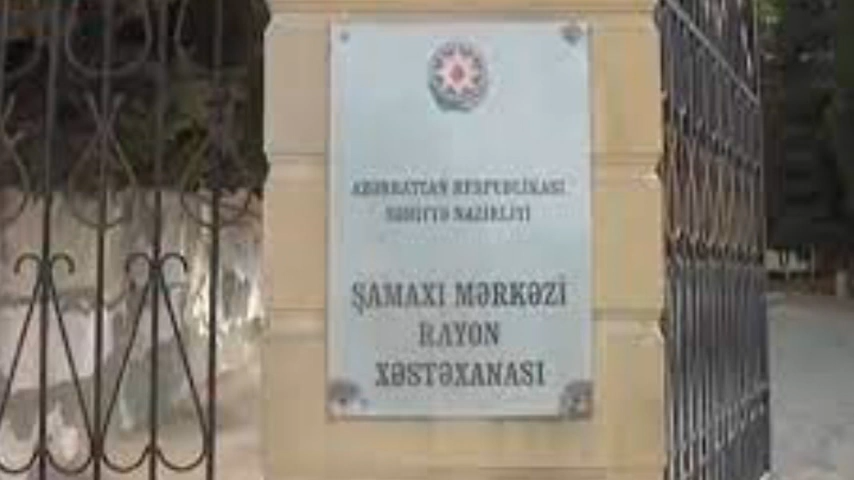 AZƏRBAYCAN RESPUBLİKASI
SƏHİYYƏ NAZİRLİYİ
ŞAMAXI MƏRKƏZİ
RAYON
XƏSTƏXANASI